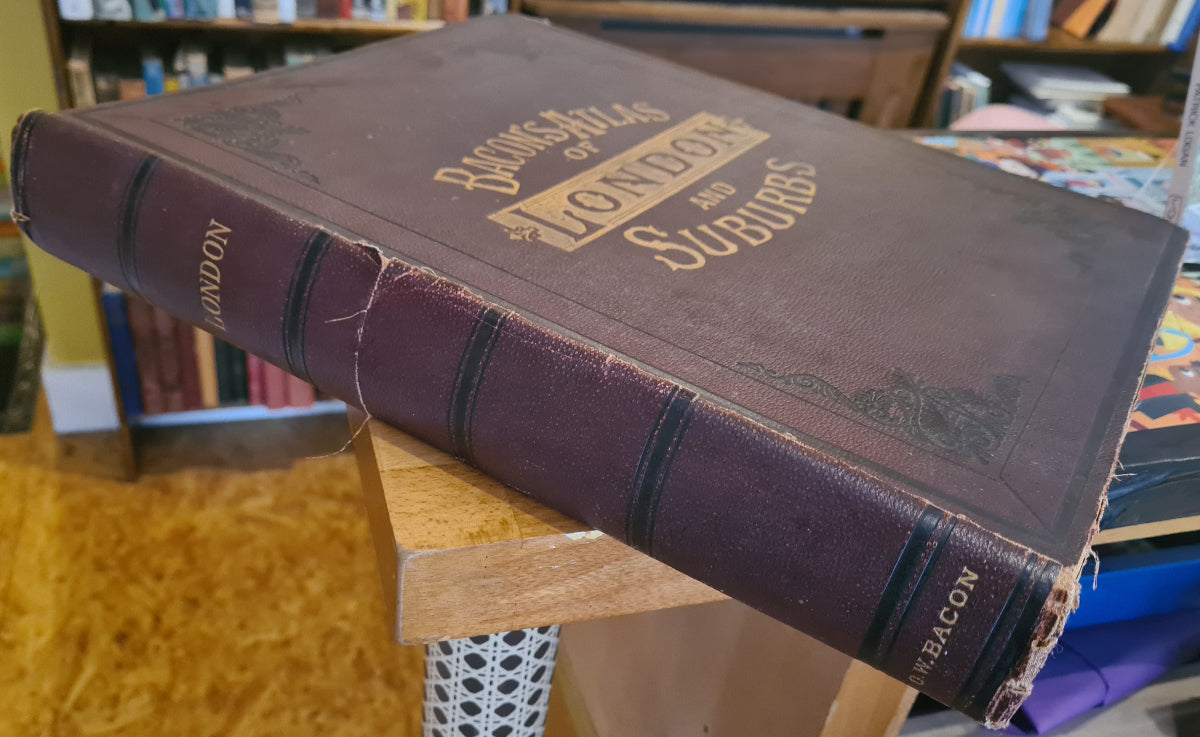 BACON'S ATLAS
OF
LONDON
AND
SUBURBS
LONDON
G.W. BACON